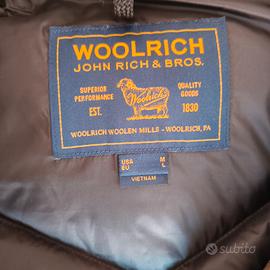 WOOLRICH
JOHN RICH & BROS.
SUPERIOR PERFORMANCE
QUALITY GOODS
EST.
Woolrich
1830
WOOLRICH WOOLEN MILLS - WOOLRICH, PA
USA M
EU L
VIETNAM
subito